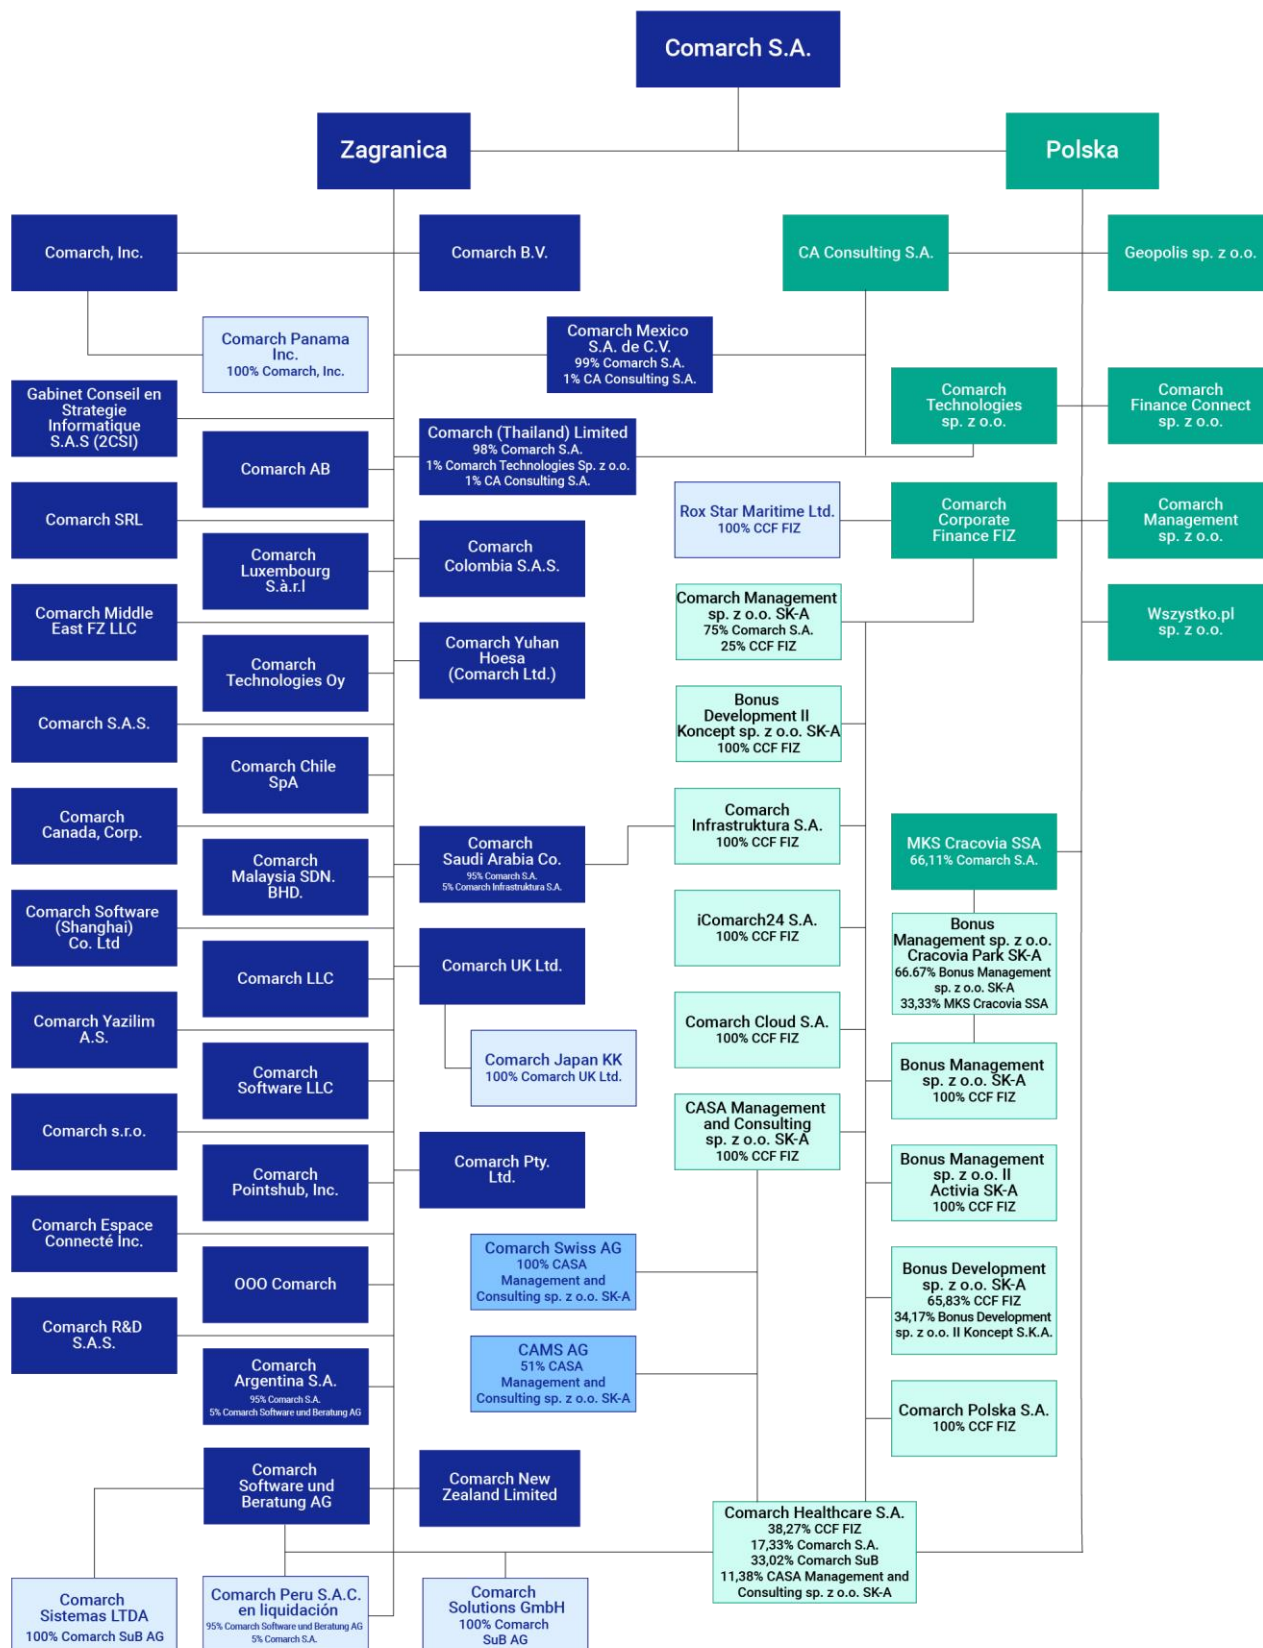 Comarch S.A.
Zagranica
Polska
Comarch, Inc.
Comarch B.V.
CA Consulting S.A.
Geopolis sp. z o.o.
Comarch Panama
Inc.
100% Comarch, Inc.
Comarch Mexico
S.A. de C.V.
99% Comarch S.A.
1% CA Consulting S.A.
Gabinet Conseil en
Strategie
Informatique
S.A.S (2CSI)
Comarch
Technologies
sp. z o.o.
Comarch
Finance Connect
sp. z o.o.
Comarch AB
Comarch (Thailand) Limited
98% Comarch S.A.
1% Comarch Technologies Sp. z o.o.
1% CA Consulting S.A.
Comarch SRL
Rox Star Maritime Ltd.
100% CCF FIZ
Comarch
Corporate
Finance FIZ
Comarch
Management
sp. z o.o.
Comarch
Luxembourg
S.à.r.l
Comarch
Colombia S.A.S.
Comarch Middle
East FZ LLC
Comarch Management
sp. z o.o. SK-A
75% Comarch S.A.
25% CCF FIZ
Wszystko.pl
sp. z o.o.
Comarch
Technologies Oy
Comarch Yuhan
Hoesa
(Comarch Ltd.)
Comarch S.A.S.
Bonus
Development II
Koncept sp. z o.o. SK-A
100% CCF FIZ
Comarch Chile
SpA
Comarch
Canada, Corp.
Comarch
Infrastruktura S.A.
100% CCF FIZ
Comarch
Malaysia SDN.
BHD.
Comarch
Saudi Arabia Co.
95% Comarch S.A.
5% Comarch Infrastruktura S.A.
MKS Cracovia SSA
66,11% Comarch S.A.
Comarch Software
(Shanghai)
Co. Ltd
iComarch24 S.A.
100% CCF FIZ
Bonus
Management sp. z o.o.
Cracovia Park SK-A
66.67% Bonus Management
sp. z o.o. SK-A
33,33% MKS Cracovia SSA
Comarch LLC
Comarch UK Ltd.
Comarch Yazilim
A.S.
Comarch Cloud S.A.
100% CCF FIZ
Comarch
Software LLC
Comarch Japan KK
100% Comarch UK Ltd.
Bonus Management
sp. z o.o. SK-A
100% CCF FIZ
Comarch s.r.o.
CASA Management
and Consulting
sp. z o.o. SK-A
100% CCF FIZ
Comarch
Pointshub, Inc.
Comarch Pty.
Ltd.
Bonus Management
sp. z o.o. II
Activia SK-A
100% CCF FIZ
Comarch Espace
Connecté Inc.
Comarch Swiss AG
100% CASA
Management and
Consulting sp. z o.o. SK-A
OOO Comarch
Bonus Development
sp. z o.o. SK-A
65,83% CCF FIZ
34,17% Bonus Development
sp. z o.o. II Koncept S.K.A.
Comarch R&D
S.A.S.
CAMS AG
51% CASA
Management and
Consulting sp. z o.o. SK-A
Comarch
Argentina S.A.
95% Comarch S.A.
5% Comarch Software und Beratung AG
Comarch Polska S.A.
100% CCF FIZ
Comarch
Software und
Beratung AG
Comarch New
Zealand Limited
Comarch Healthcare S.A.
38,27% CCF FIZ
17,33% Comarch S.A.
33,02% Comarch SuB
11,38% CASA Management and
Consulting sp. z o.o. SK-A
Comarch
Sistemas LTDA
100% Comarch SuB AG
Comarch Peru S.A.C.
en liquidación
95% Comarch Software und Beratung AG
5% Comarch S.A.
Comarch
Solutions GmbH
100% Comarch
SuB AG